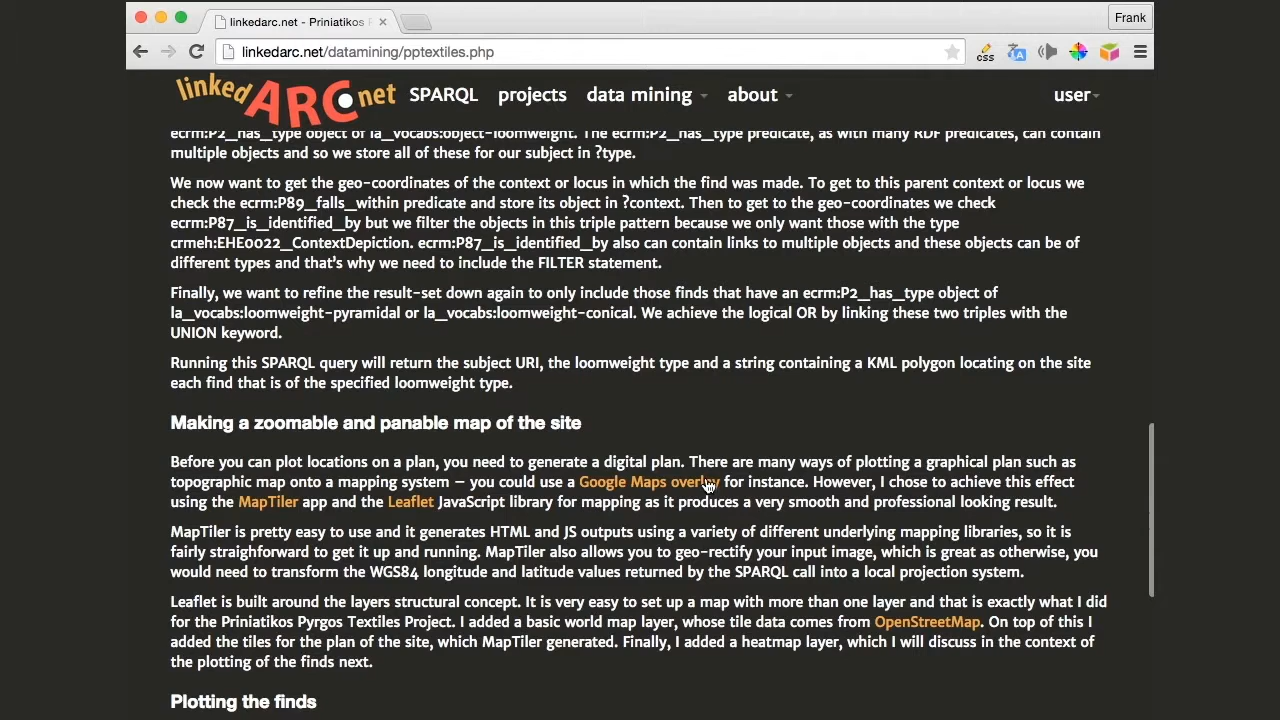 linkedarc.net - Priniatikos P
Frank
linkedarc.net/datamining/pptextiles.php
css
linked ARC net SPARQL projects data mining about user
ecrm:P2_has_type object of la_vocabs:object-loomweight. The ecrm:P2_has_type predicate, as with many RDF predicates, can contain
multiple objects and so we store all of these for our subject in ?type.
We now want to get the geo-coordinates of the context or locus in which the find was made. To get to this parent context or locus we
check the ecrm:P89_falls_within predicate and store its object in ?context. Then to get to the geo-coordinates we check
ecrm:P87_is_identified_by but we filter the objects in this triple pattern because we only want those with the type
crmeh:EHE0022_ContextDepiction. ecrm:P87_is_identified_by also can contain links to multiple objects and these objects can be of
different types and that's why we need to include the FILTER statement.
Finally, we want to refine the result-set down again to only include those finds that have an ecrm:P2_has_type object of
la_vocabs:loomweight-pyramidal or la_vocabs:loomweight-conical. We achieve the logical OR by linking these two triples with the
UNION keyword.
Running this SPARQL query will return the subject URI, the loomweight type and a string containing a KML polygon locating on the site
each find that is of the specified loomweight type.
Making a zoomable and panable map of the site
Before you can plot locations on a plan, you need to generate a digital plan. There are many ways of plotting a graphical plan such as
topographic map onto a mapping system – you could use a Google Maps overlay for instance. However, I chose to achieve this effect
using the MapTiler app and the Leaflet JavaScript library for mapping as it produces a very smooth and professional looking result.
MapTiler is pretty easy to use and it generates HTML and JS outputs using a variety of different underlying mapping libraries, so it is
fairly straighforward to get it up and running. MapTiler also allows you to geo-rectify your input image, which is great as otherwise, you
would need to transform the WGS84 longitude and latitude values returned by the SPARQL call into a local projection system.
Leaflet is built around the layers structural concept. It is very easy to set up a map with more than one layer and that is exactly what I did
for the Priniatikos Pyrgos Textiles Project. I added a basic world map layer, whose tile data comes from OpenStreetMap. On top of this I
added the tiles for the plan of the site, which MapTiler generated. Finally, I added a heatmap layer, which I will discuss in the context of
the plotting of the finds next.
Plotting the finds